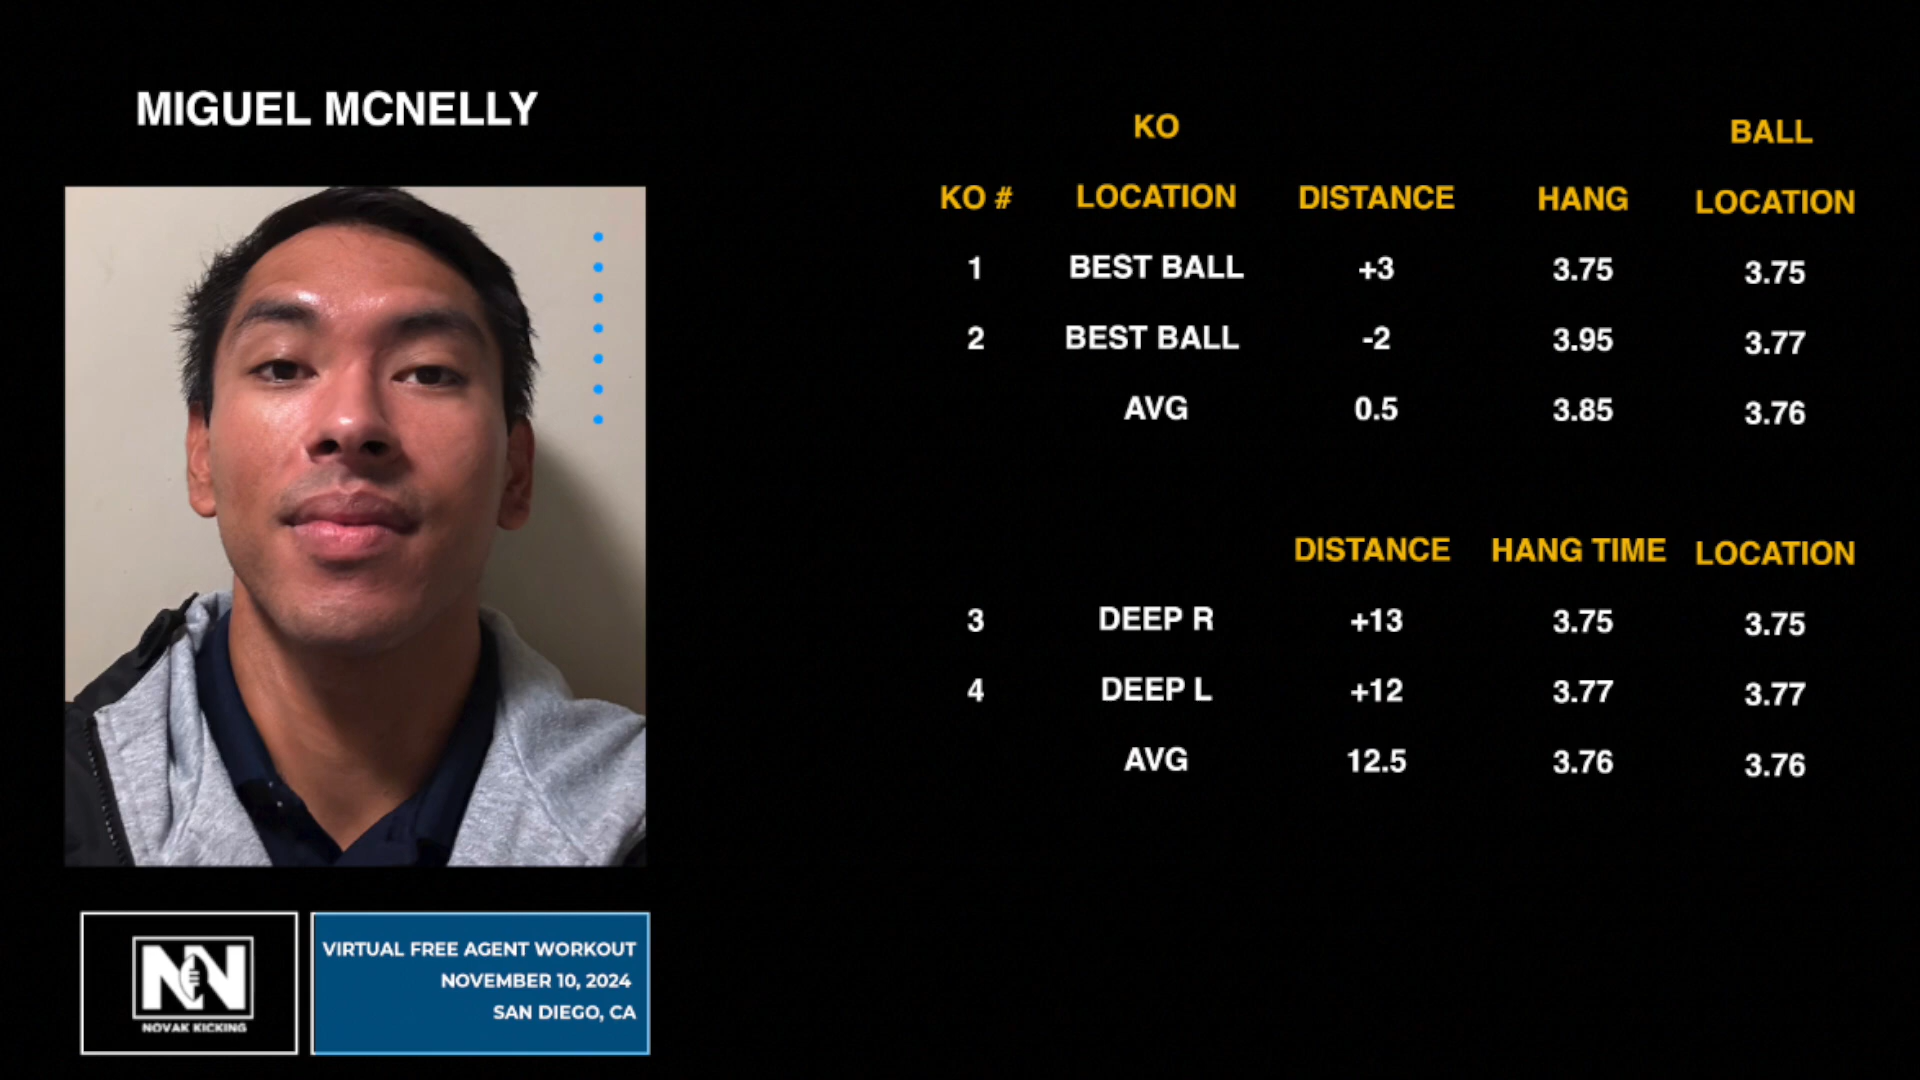 MIGUEL MCNELLY
KO BALL
KO # LOCATION DISTANCE HANG LOCATION
1 BEST BALL +3 3.75 3.75
2 BEST BALL -2 3.95 3.77
AVG 0.5 3.85 3.76
DISTANCE HANG TIME LOCATION
3 DEEP R +13 3.75 3.75
4 DEEP L +12 3.77 3.77
AVG 12.5 3.76 3.76
NN
NOVAK KICKING
VIRTUAL FREE AGENT WORKOUT
NOVEMBER 10, 2024
SAN DIEGO, CA